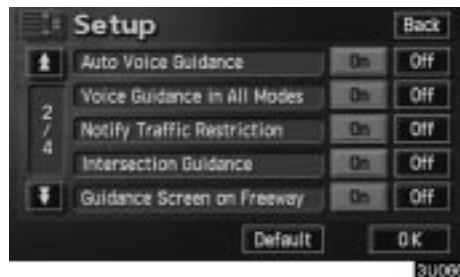 Setup Back
Auto Voice Guidance On Off
Voice Guidance in All Modes On Off
2/4
Notify Traffic Restriction On Off
Intersection Guidance On Off
Guidance Screen on Freeway On Off
Default OK